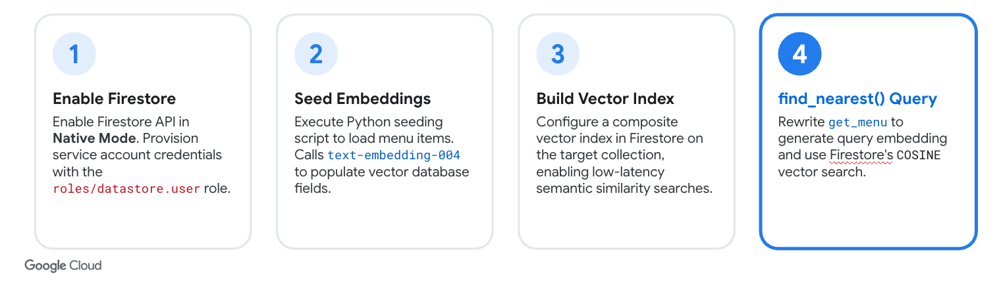 1
Enable Firestore
Enable Firestore API in
Native Mode. Provision
service account credentials
with the
roles/datastore.user role.
2
Seed Embeddings
Execute Python seeding
script to load menu items.
Calls text-embedding-004
to populate vector database
fields.
3
Build Vector Index
Configure a composite
vector index in Firestore on
the target collection,
enabling low-latency
semantic similarity searches.
4
find_nearest() Query
Rewrite get_menu to
generate query embedding
and use Firestore's COSINE
vector search.
Google Cloud